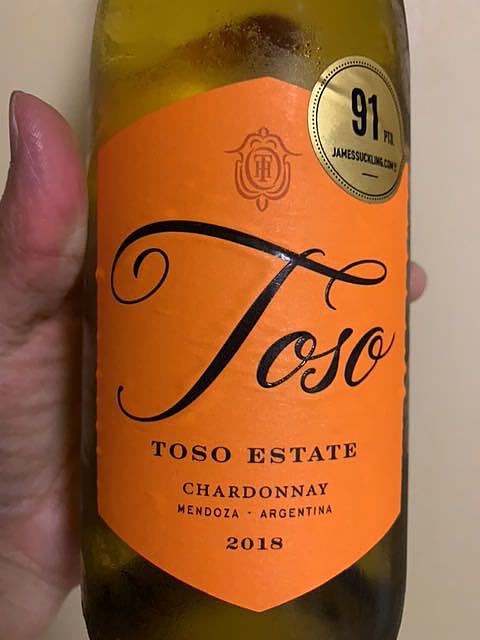 91 PTS.
JAMESSUCKLING.COM
Toso
TOSO ESTATE
CHARDONNAY
MENDOZA - ARGENTINA
2018